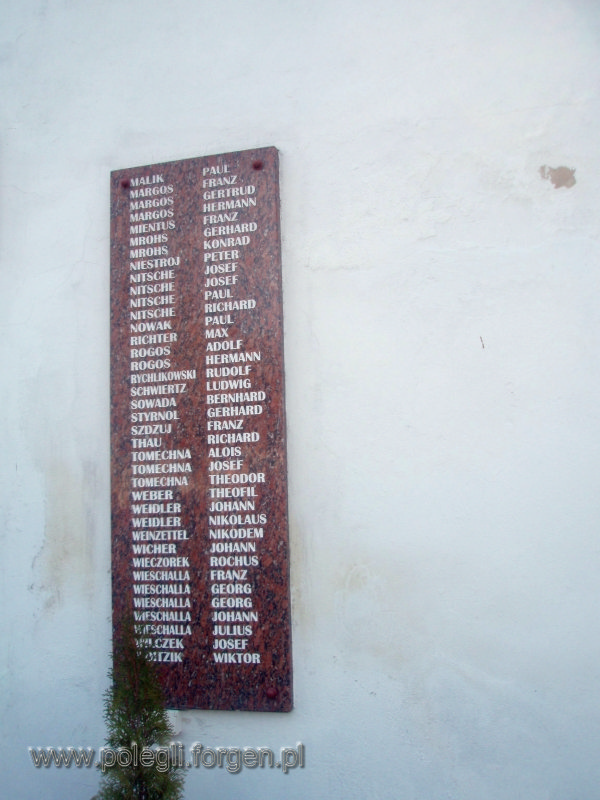 MALIK PAUL
MARGOS FRANZ
MARGOS GERTRUD
MARGOS HERMANN
MIENTUS FRANZ
MROHS GERHARD
MROHS KONRAD
NIESTROJ PETER
NITSCHE JOSEF
NITSCHE JOSEF
NITSCHE PAUL
NITSCHE RICHARD
NOWAK PAUL
RICHTER MAX
ROGOS ADOLF
ROGOS HERMANN
RYCHLIKOWSKI RUDOLF
SCHWIERTZ LUDWIG
SOWADA BERNHARD
STYRNOL GERHARD
SZDZUJ FRANZ
THAU RICHARD
TOMECHNA ALOIS
TOMECHNA JOSEF
TOMECHNA THEODOR
WEBER THEOFIL
WEIDLER JOHANN
WEIDLER NIKOLAUS
WEINZETTEL NIKODEM
WICHER JOHANN
WIECZOREK ROCHUS
WIESCHALLA FRANZ
WIESCHALLA GEORG
WIESCHALLA GEORG
WIESCHALLA JOHANN
WIESCHALLA JULIUS
WILCZEK JOSEF
WIKTOR
www.polegli.forgen.pl